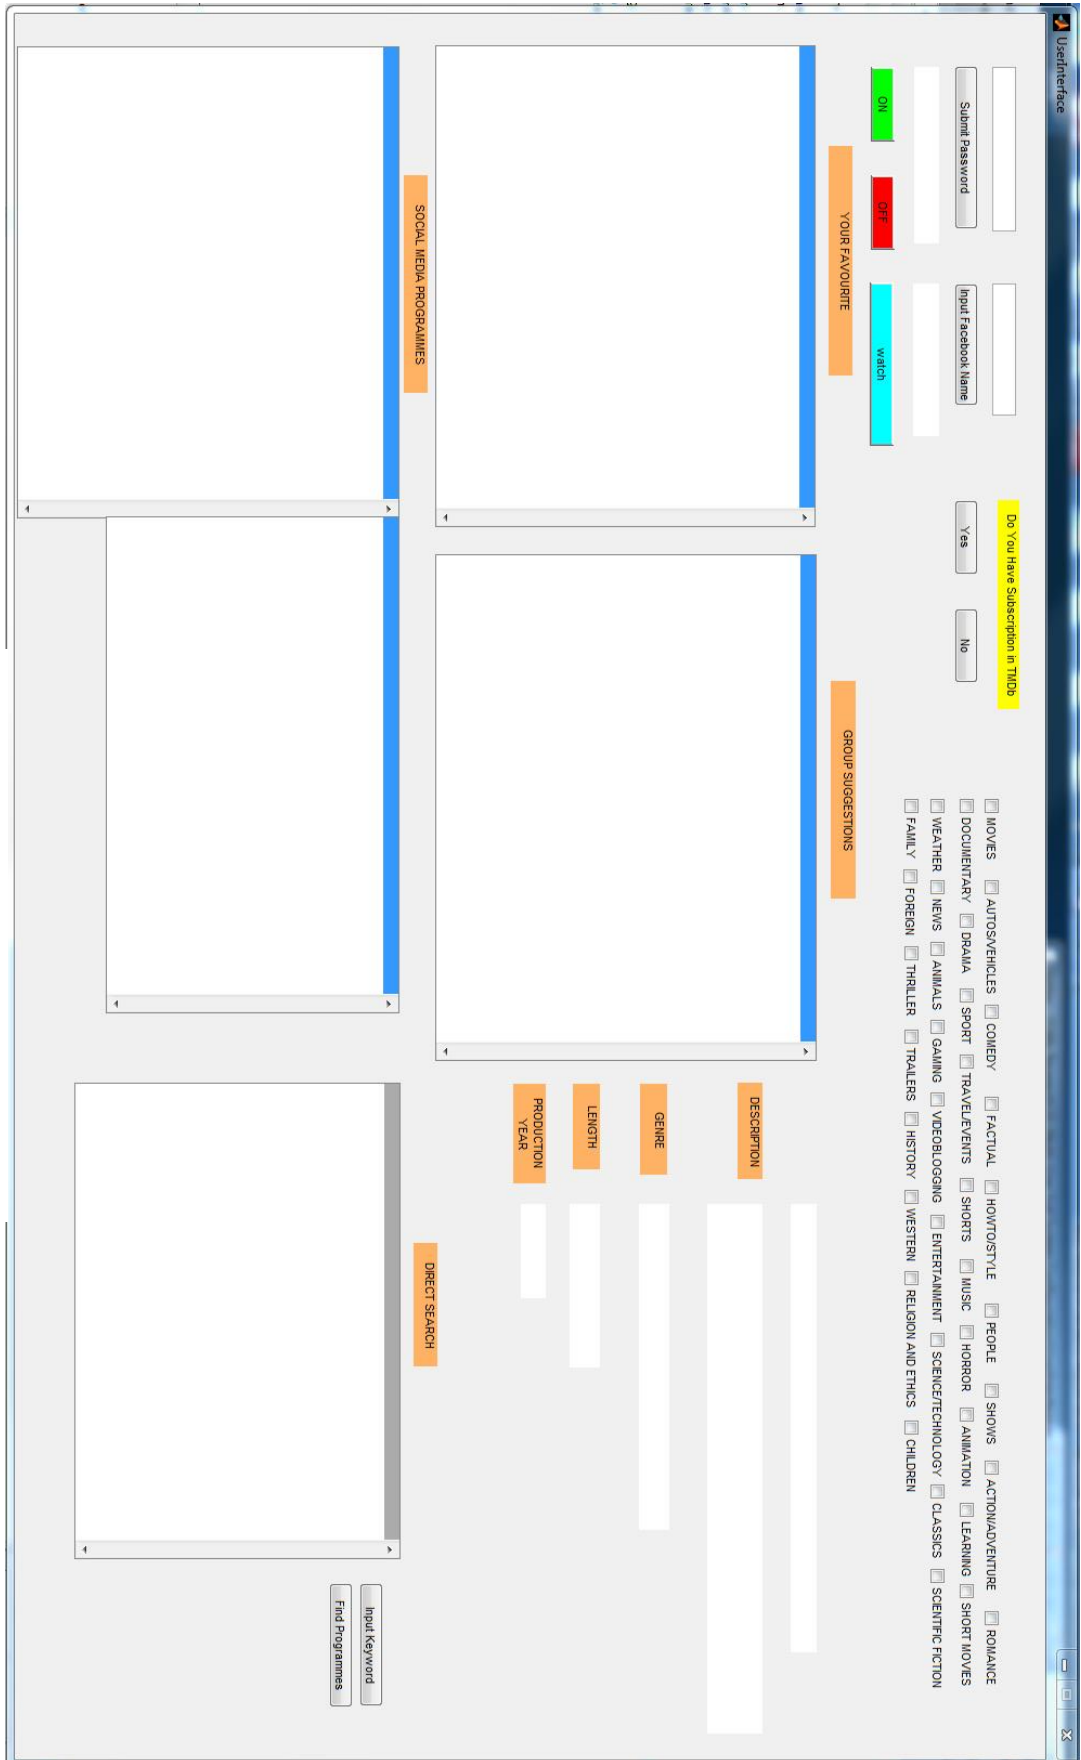 UserInterface
Do You Have Subscription in TMDb
MOVIES AUTOS/VEHICLES COMEDY FACTUAL HOWTO/STYLE PEOPLE SHOWS ACTION/ADVENTURE ROMANCE
Submit Password Input Facebook Name Yes No
DOCUMENTARY DRAMA SPORT TRAVEL/EVENTS SHORTS MUSIC HORROR ANIMATION LEARNING SHORT MOVIES
WEATHER NEWS ANIMALS GAMING VIDEOBLOGGING ENTERTAINMENT SCIENCE/TECHNOLOGY CLASSICS SCIENTIFIC FICTION
FAMILY FOREIGN THRILLER TRAILERS HISTORY WESTERN RELIGION AND ETHICS CHILDREN
ON OFF watch
YOUR FAVOURITE GROUP SUGGESTIONS
DESCRIPTION
GENRE
LENGTH
PRODUCTION
YEAR
SOCIAL MEDIA PROGRAMMES DIRECT SEARCH
Input Keyword
Find Programmes